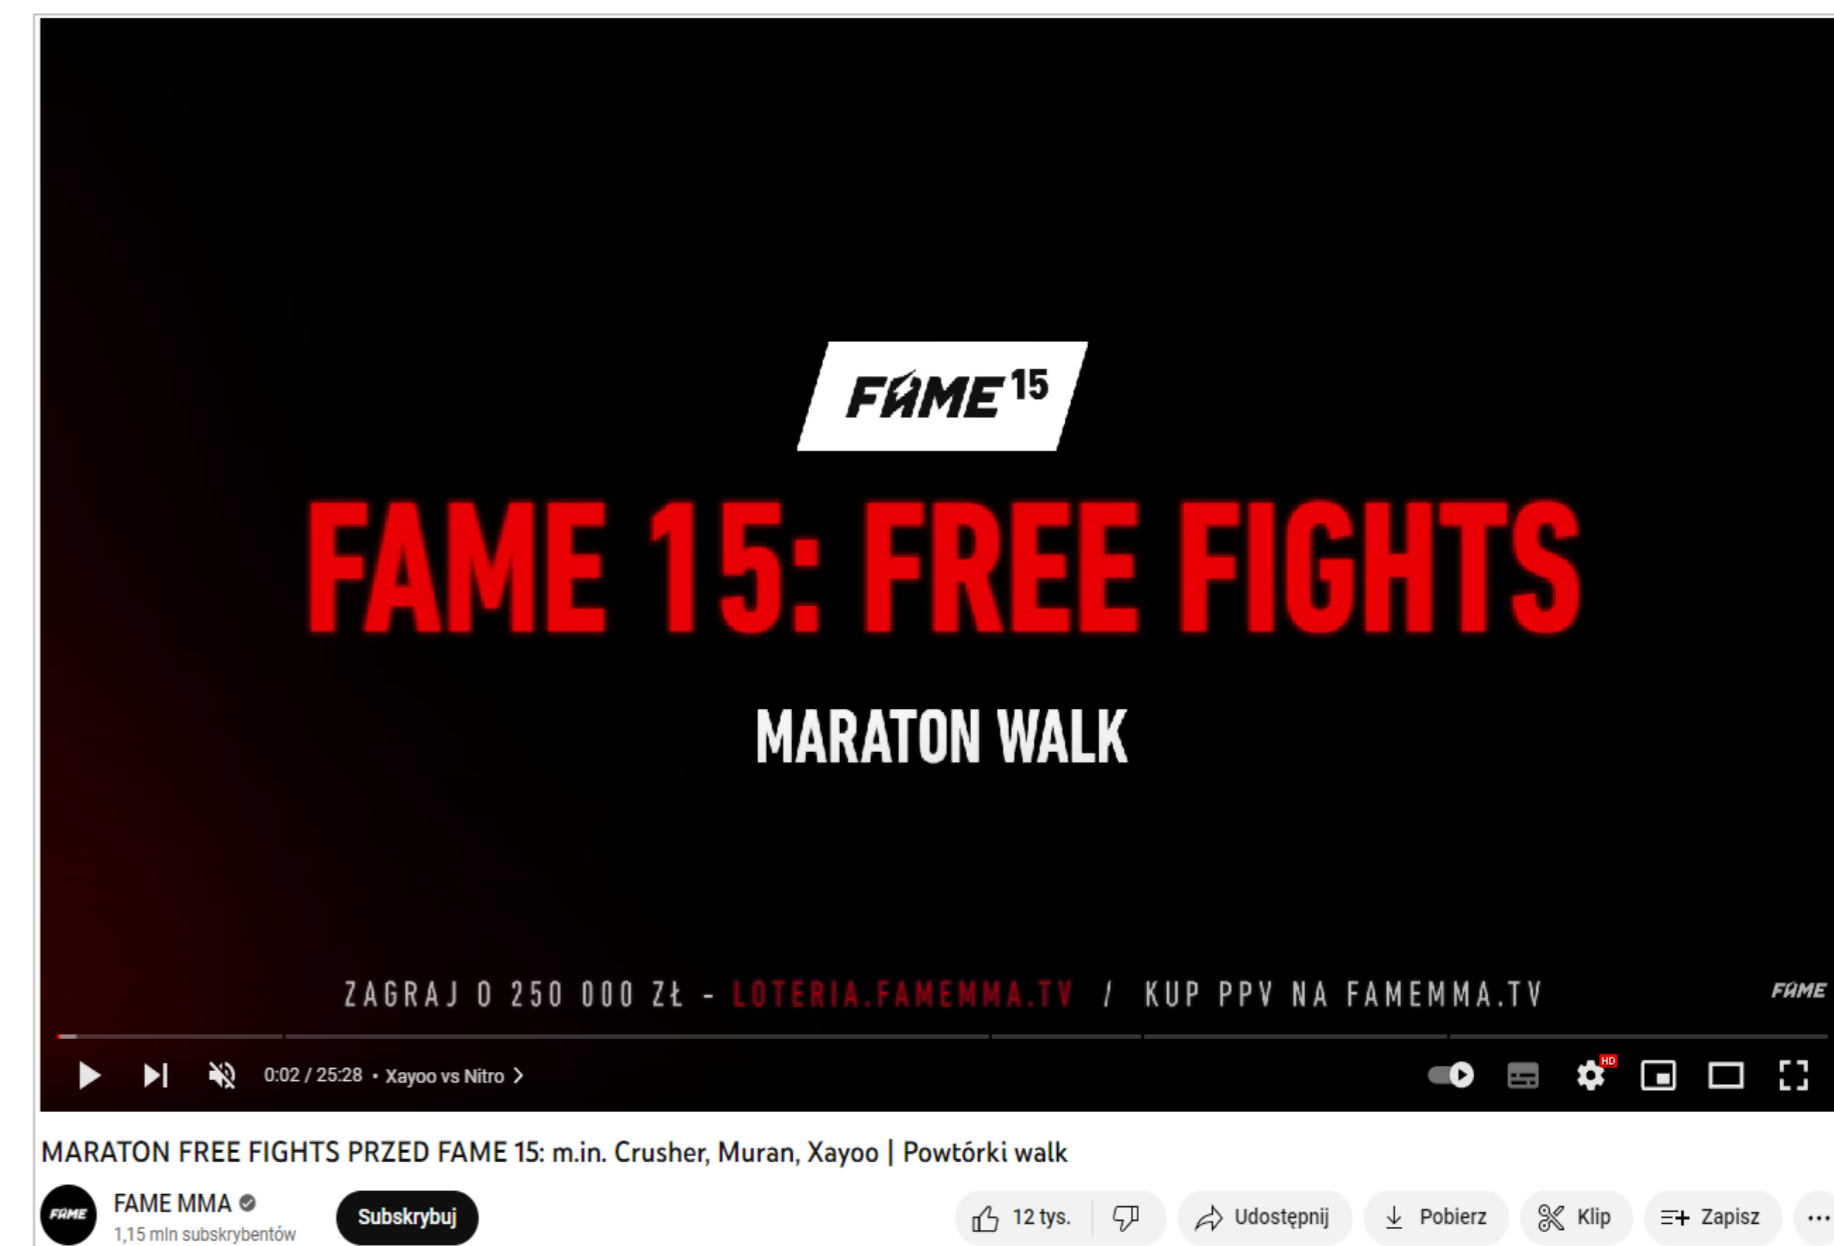 FAME 15
FAME 15: FREE FIGHTS
MARATON WALK
ZAGRAJ O 250 000 ZŁ - LOTERIA.FAMEMMA.TV / KUP PPV NA FAMEMMA.TV
FAME
0:02 / 25:28 • Xayoo vs Nitro
HD
MARATON FREE FIGHTS PRZED FAME 15: m.in. Crusher, Muran, Xayoo | Powtórki walk
FAME
FAME MMA
1,15 mln subskrybentów
Subskrybuj
12 tys.
Udostępnij
Pobierz
Klip
Zapisz